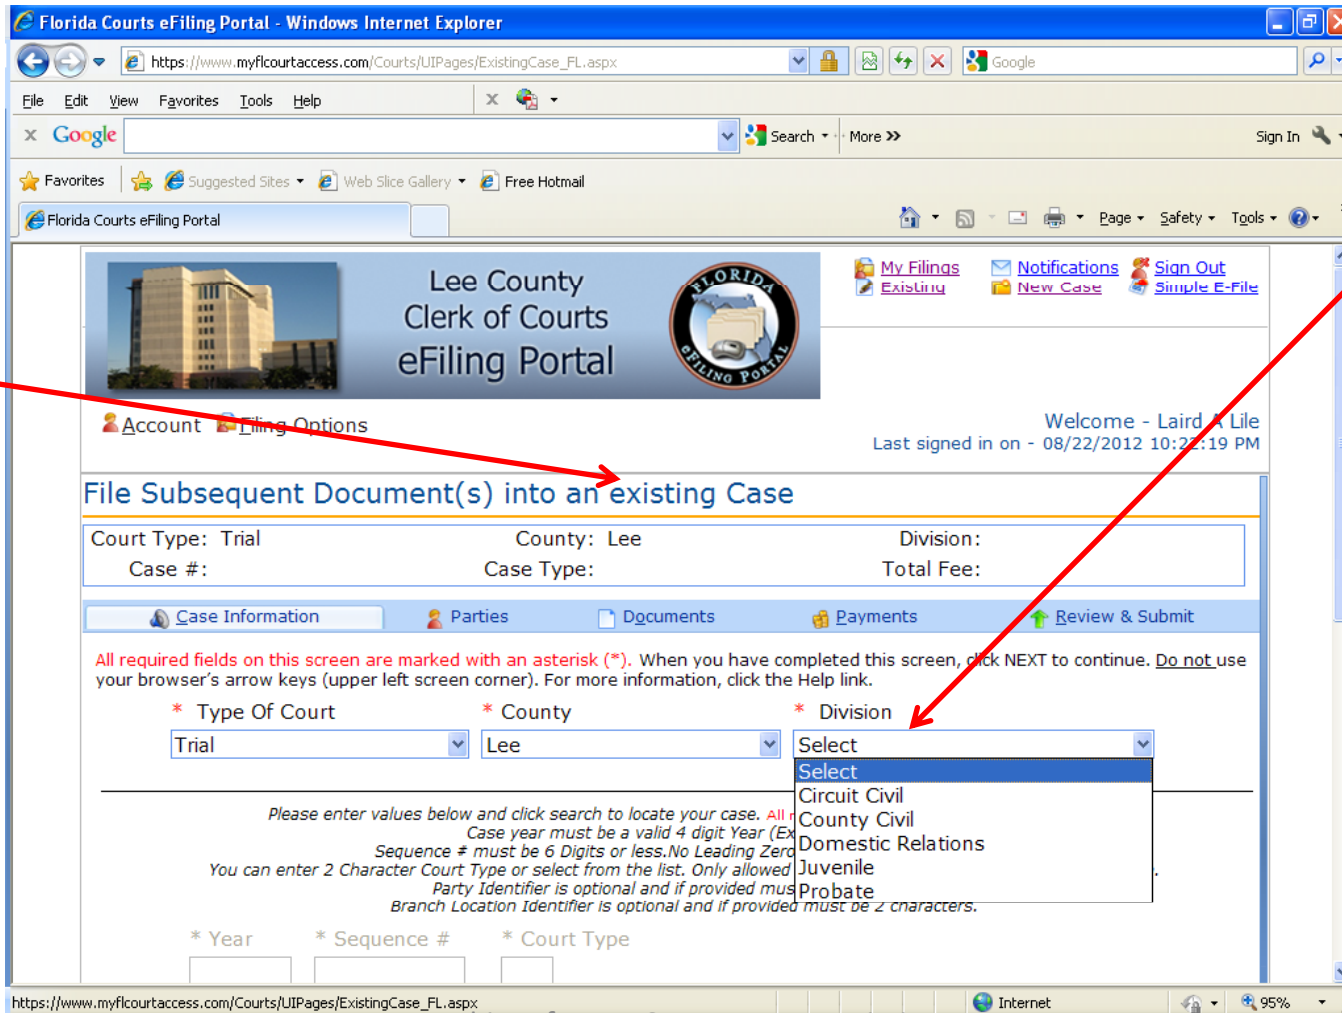 Florida Courts eFiling Portal - Windows Internet Explorer
https://www.myflcourtaccess.com/Courts/UIPages/ExistingCase_FL.aspx
Google
File Edit View Favorites Tools Help
x
x Google Search More >> Sign In
Favorites Suggested Sites Web Slice Gallery Free Hotmail
Florida Courts eFiling Portal Page Safety Tools
Lee County
Clerk of Courts
eFiling Portal
FLORIDA
eFILING PORTAL
My Filings Notifications Sign Out
Existing New Case Simple E-File
Account Filing Options
Welcome - Laird A Lile
Last signed in on - 08/22/2012 10:22:19 PM
File Subsequent Document(s) into an existing Case
Court Type: Trial County: Lee Division:
Case #: Case Type: Total Fee:
Case Information Parties Documents Payments Review & Submit
All required fields on this screen are marked with an asterisk (*). When you have completed this screen, click NEXT to continue. Do not use
your browser's arrow keys (upper left screen corner). For more information, click the Help link.
* Type Of Court * County * Division
Trial Lee Select
Select
Circuit Civil
County Civil
Domestic Relations
Juvenile
Probate
Please enter values below and click search to locate your case. All
Case year must be a valid 4 digit Year (Ex
Sequence # must be 6 Digits or less.No Leading Zero
You can enter 2 Character Court Type or select from the list. Only allowed
Party Identifier is optional and if provided mus
Branch Location Identifier is optional and if provided must be 2 characters.
* Year * Sequence # * Court Type
https://www.myflcourtaccess.com/Courts/UIPages/ExistingCase_FL.aspx Internet 95%